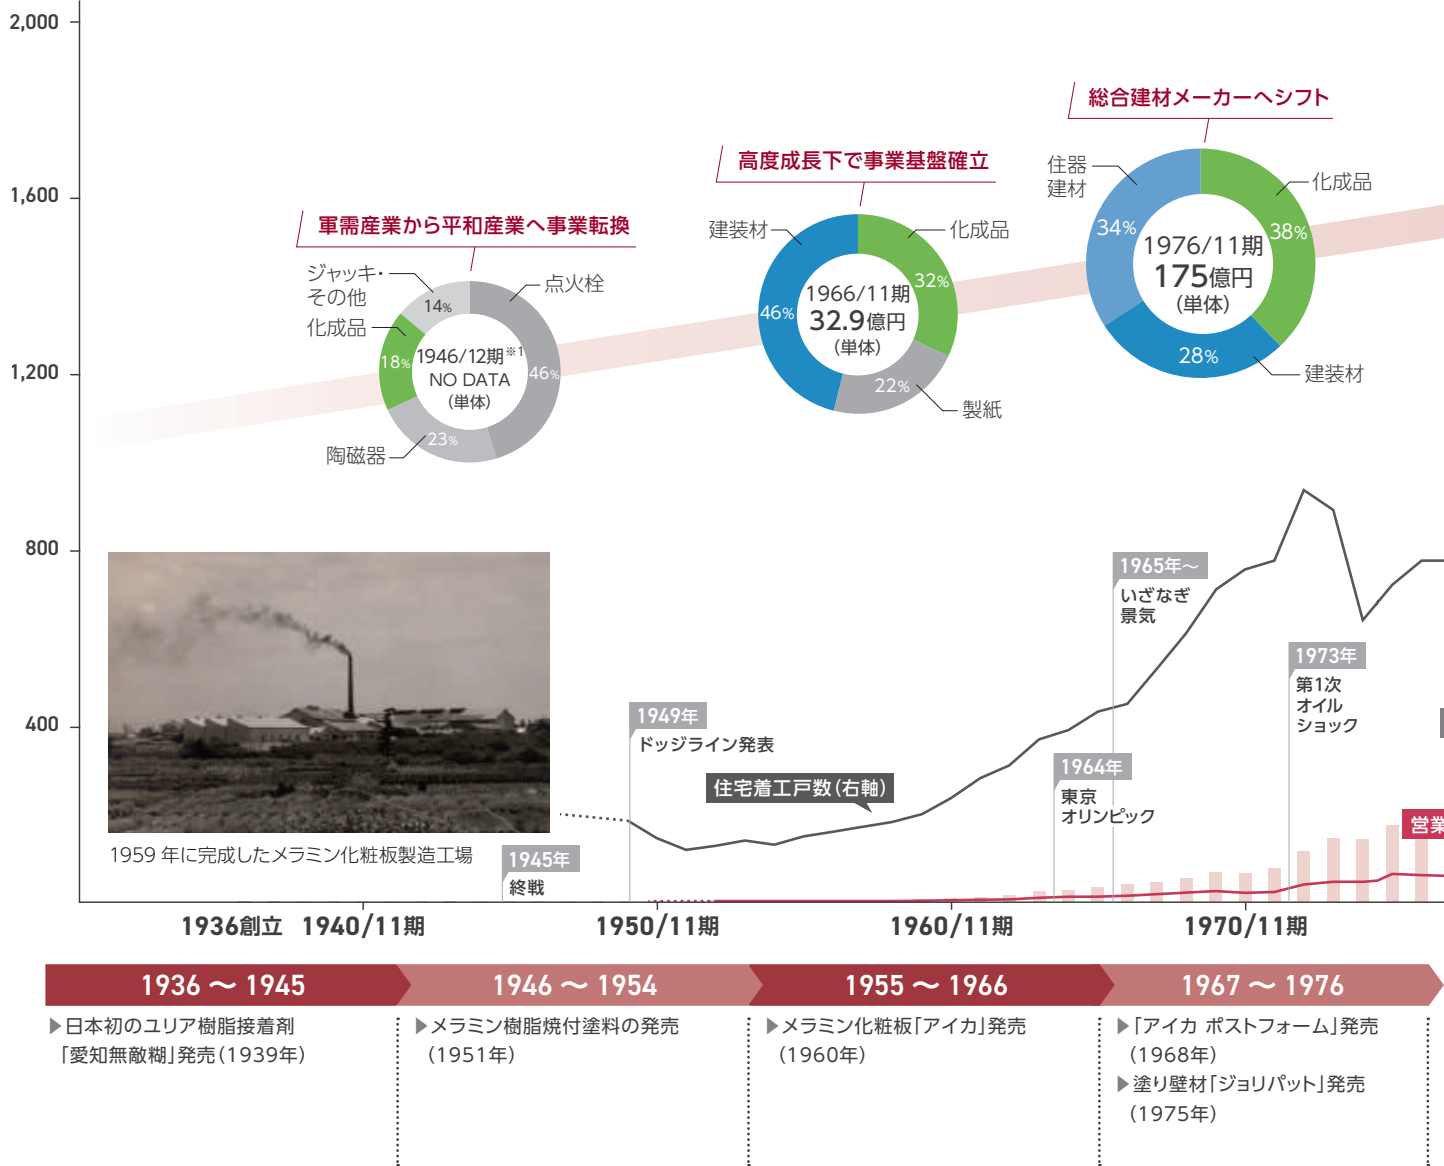 2,000
1,600
1,200
800
400
軍需産業から平和産業へ事業転換
ジャッキ・
その他
化成品
点火栓
陶磁器
14%
18%
46%
23%
1946/12期※1
NO DATA
(単体)
高度成長下で事業基盤確立
建装材
化成品
製紙
46%
32%
22%
1966/11期
32.9億円
(単体)
総合建材メーカーへシフト
住器
建材
化成品
建装材
34%
38%
28%
1976/11期
175億円
(単体)
1959 年に完成したメラミン化粧板製造工場
1945年
終戦
1949年
ドッジライン発表
住宅着工戸数(右軸)
1964年
東京
オリンピック
1965年〜
いざなぎ
景気
1973年
第1次
オイル
ショック
営業
1936創立
1940/11期
1950/11期
1960/11期
1970/11期
1936 〜 1945
▶日本初のユリア樹脂接着剤
「愛知無敵糊」発売(1939年)
1946 〜 1954
▶メラミン樹脂焼付塗料の発売
(1951年)
1955 〜 1966
▶メラミン化粧板「アイカ」発売
(1960年)
1967 〜 1976
▶「アイカ ポストフォーム」発売
(1968年)
▶塗り壁材「ジョリパット」発売
(1975年)